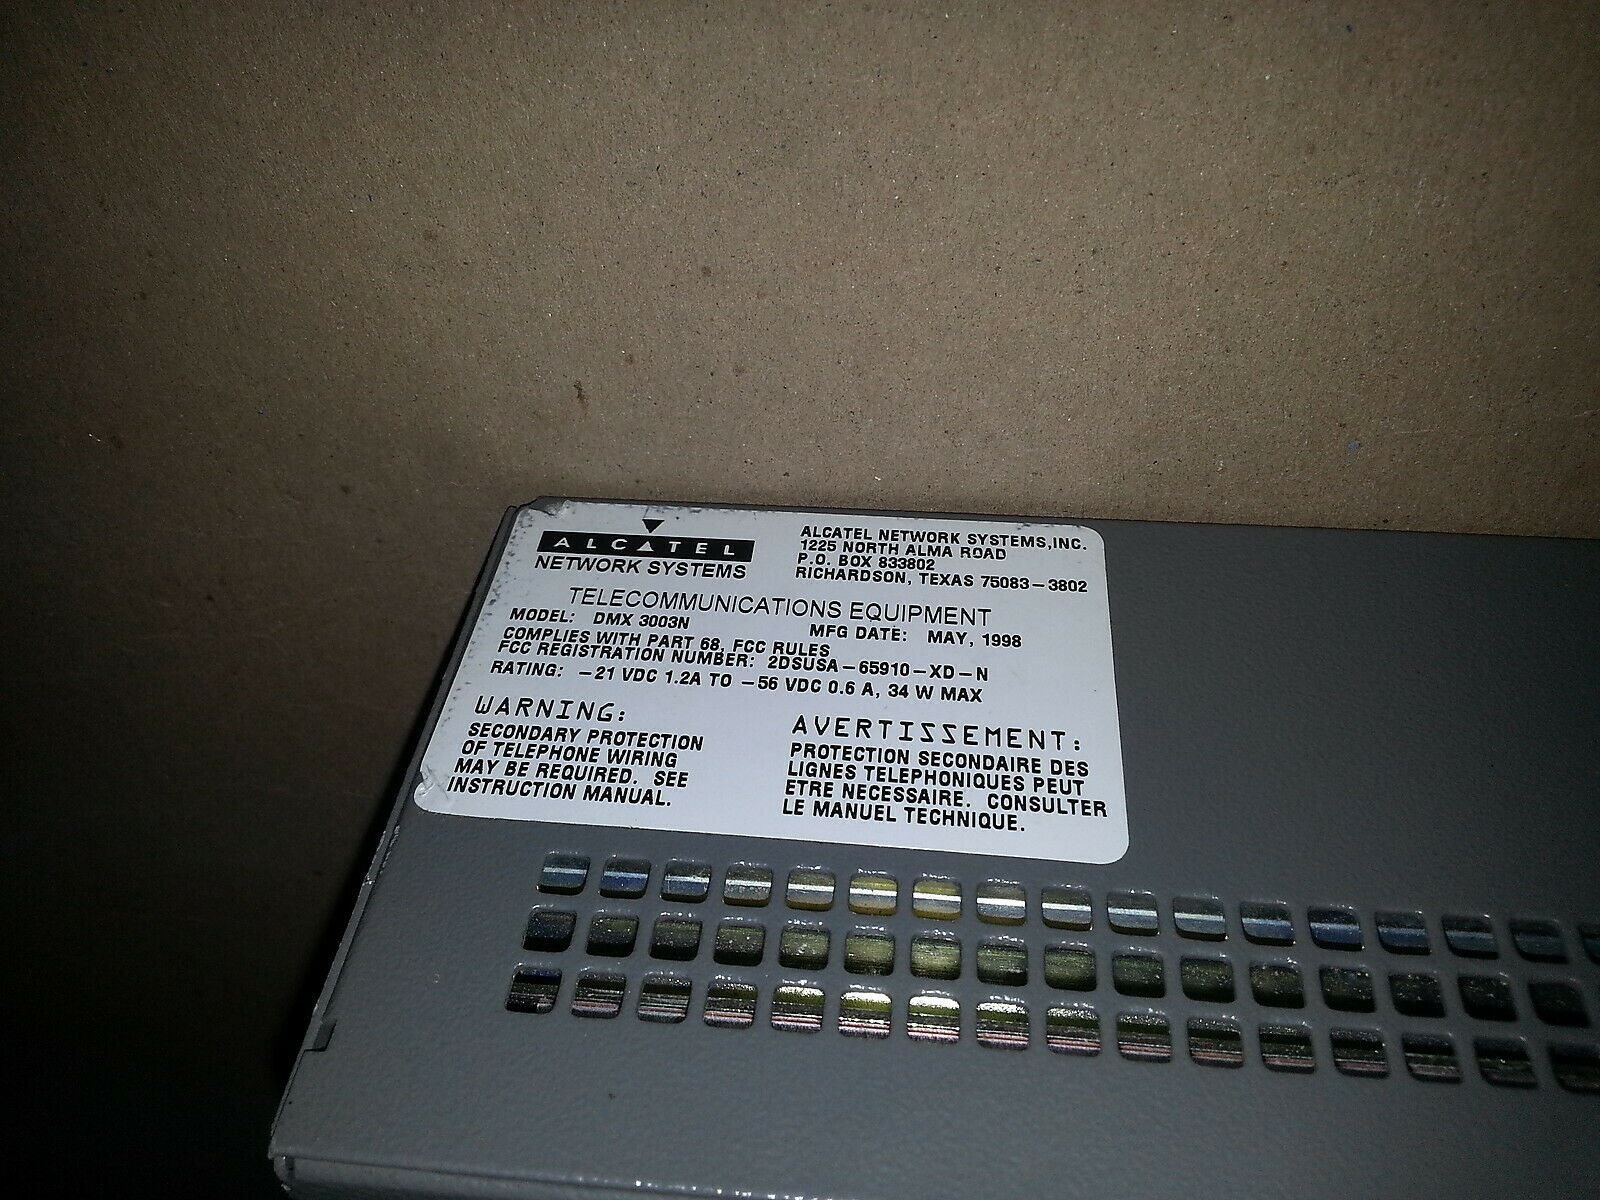 ALCATEL
NETWORK SYSTEMS
ALCATEL NETWORK SYSTEMS,INC.
1225 NORTH ALMA ROAD
P.O. BOX 833802
RICHARDSON, TEXAS 75083-3802
TELECOMMUNICATIONS EQUIPMENT
MODEL: DMX 3003N MFG DATE: MAY, 1998
COMPLIES WITH PART 68, FCC RULES
FCC REGISTRATION NUMBER: 2DSUSA-65910-XD-N
RATING: -21 VDC 1.2A TO -56 VDC 0.6 A, 34 W MAX
WARNING:
SECONDARY PROTECTION
OF TELEPHONE WIRING
MAY BE REQUIRED. SEE
INSTRUCTION MANUAL.
AVERTISSEMENT:
PROTECTION SECONDAIRE DES
LIGNES TELEPHONIQUES PEUT
ETRE NECESSAIRE. CONSULTER
LE MANUEL TECHNIQUE.